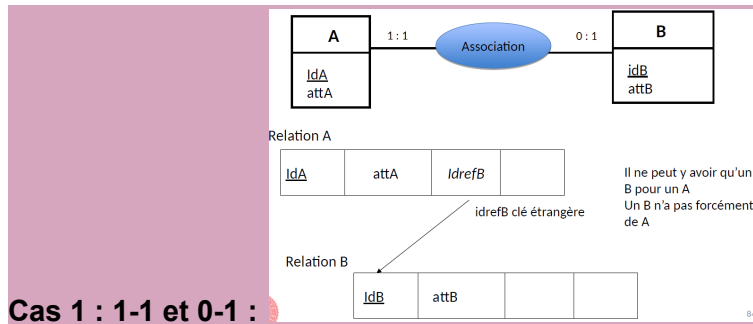 A
1 : 1
Association
0 : 1
B
IdA
attA
idB
attB
Relation A
IdA
attA
IdrefB
idrefB clé étrangère
Il ne peut y avoir qu'un
B pour un A
Un B n'a pas forcément
de A
Relation B
IdB
attB
Cas 1 : 1-1 et 0-1 :